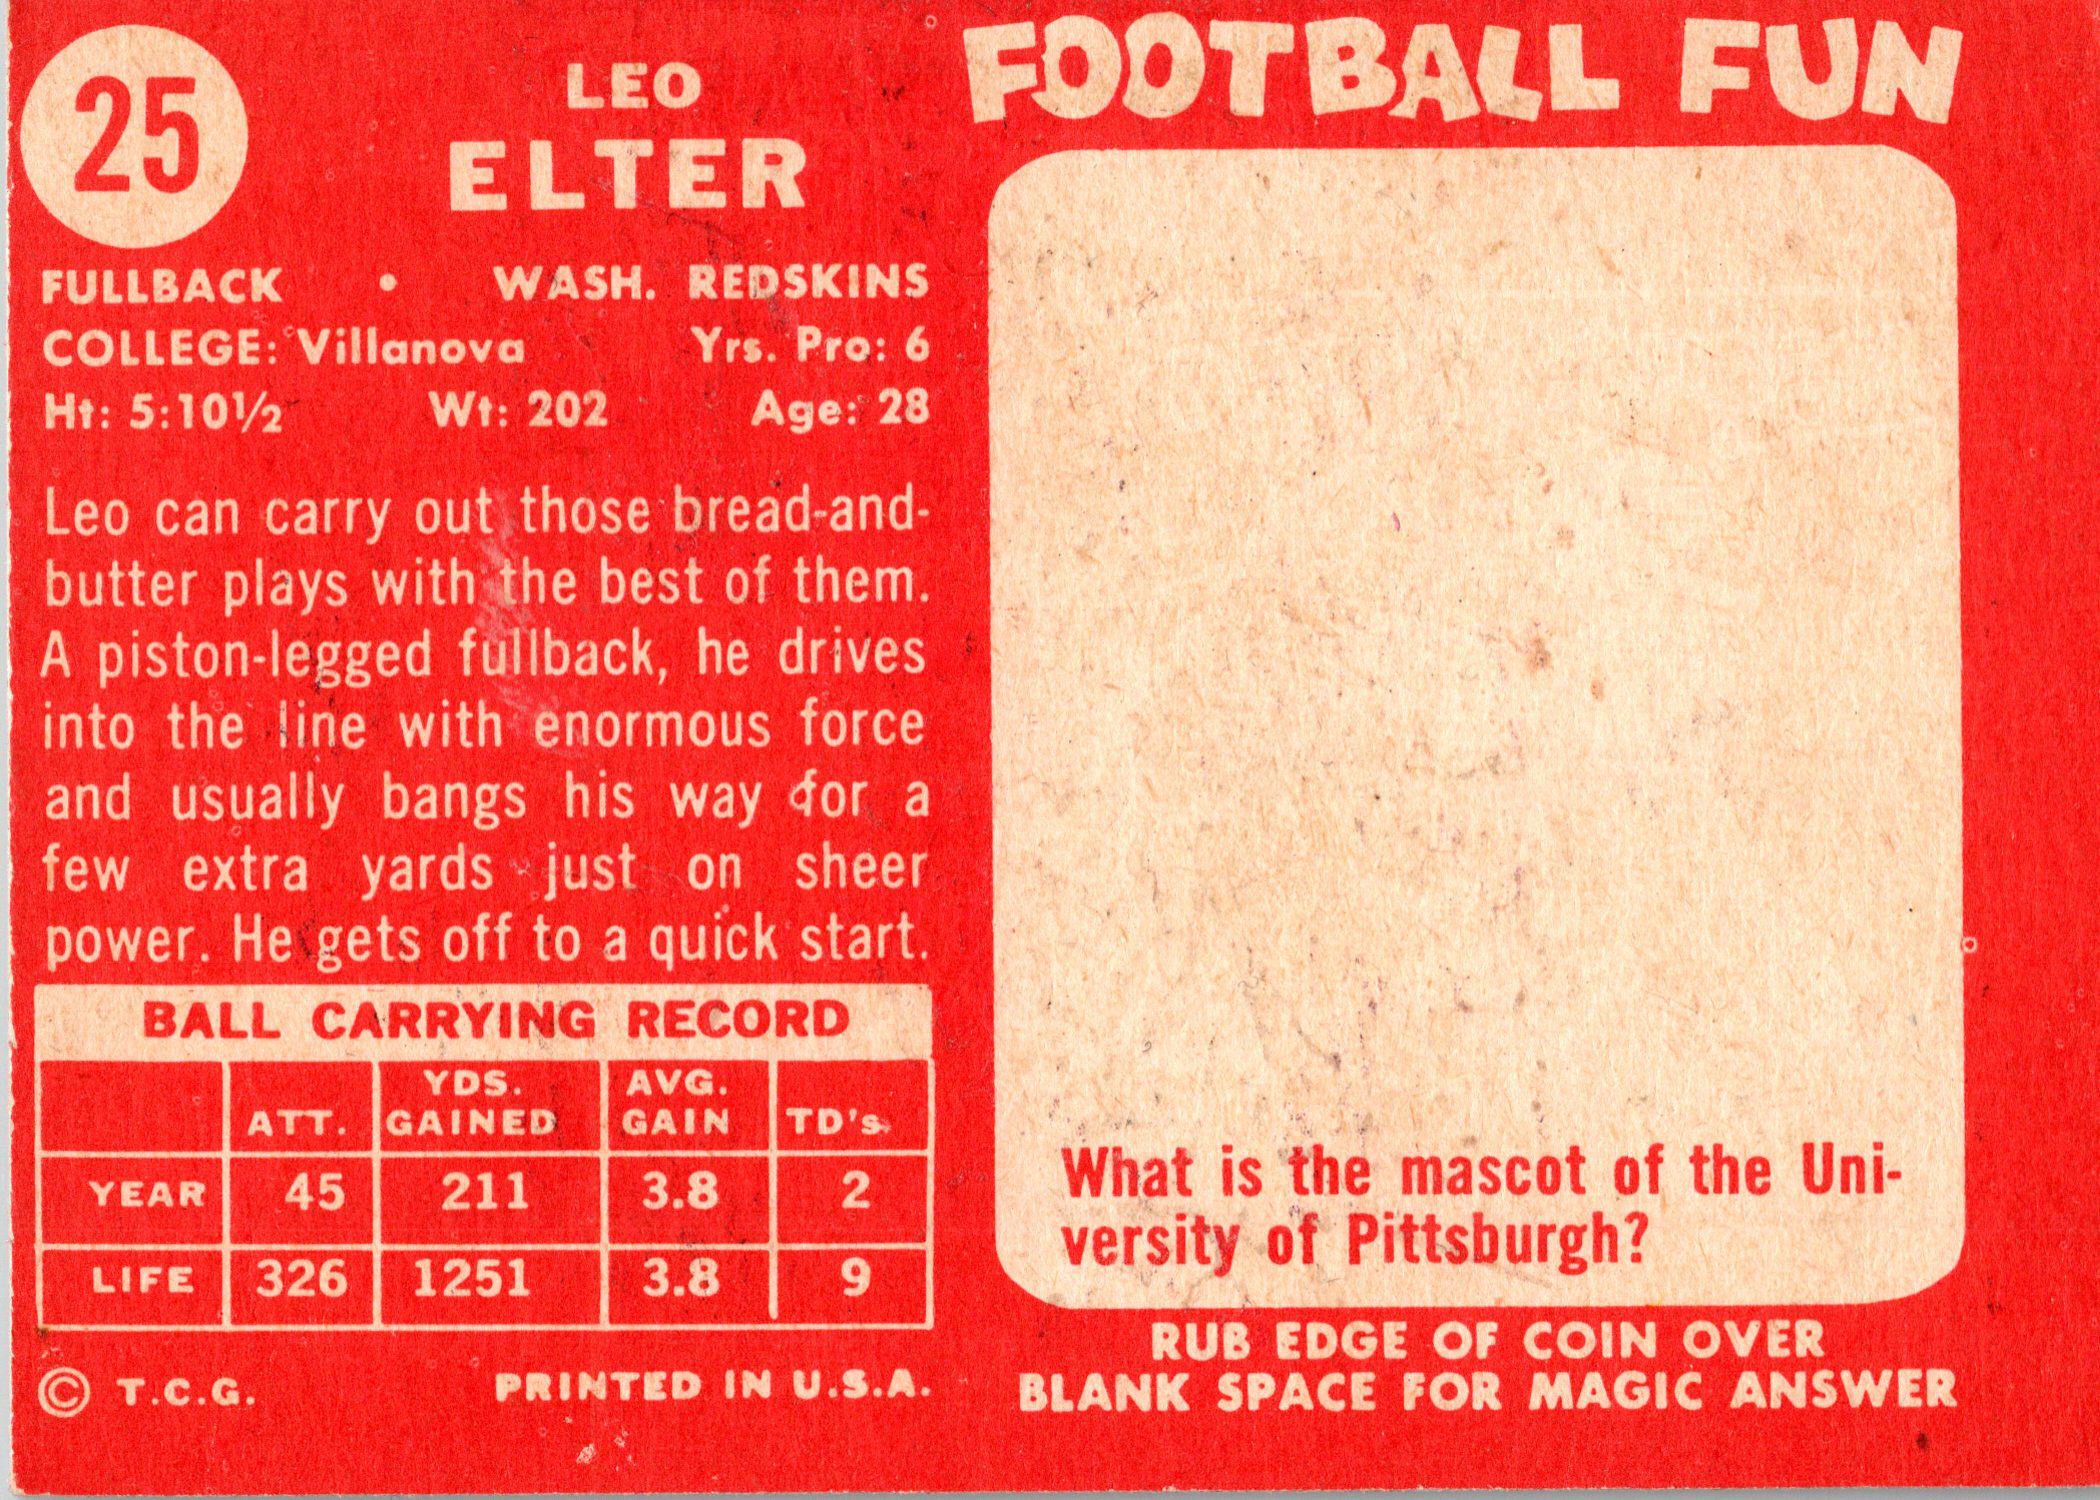 25
LEO
ELTER
FULLBACK • WASH. REDSKINS
COLLEGE: Villanova Yrs. Pro: 6
Ht: 5:10½ Wt: 202 Age: 28
Leo can carry out those bread-and-
butter plays with the best of them.
A piston-legged fullback, he drives
into the line with enormous force
and usually bangs his way for a
few extra yards just on sheer
power. He gets off to a quick start.
BALL CARRYING RECORD
YDS. AVG.
ATT. GAINED GAIN TD's
YEAR 45 211 3.8 2
LIFE 326 1251 3.8 9
© T.C.G. PRINTED IN U.S.A.
FOOTBALL FUN
What is the mascot of the Uni-
versity of Pittsburgh?
RUB EDGE OF COIN OVER
BLANK SPACE FOR MAGIC ANSWER